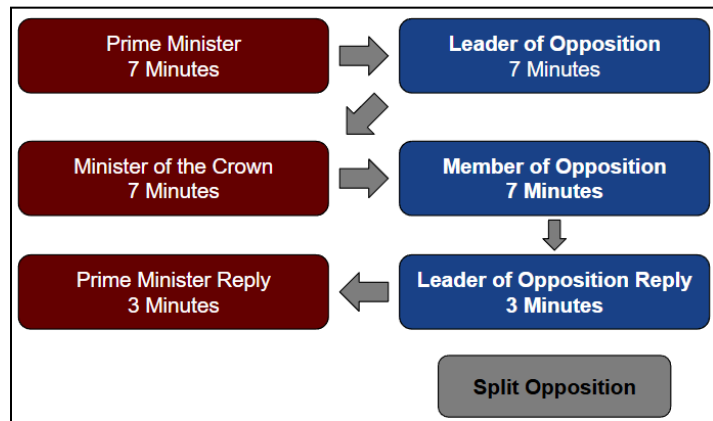 Prime Minister
7 Minutes
Leader of Opposition
7 Minutes
Minister of the Crown
7 Minutes
Member of Opposition
7 Minutes
Prime Minister Reply
3 Minutes
Leader of Opposition Reply
3 Minutes
Split Opposition